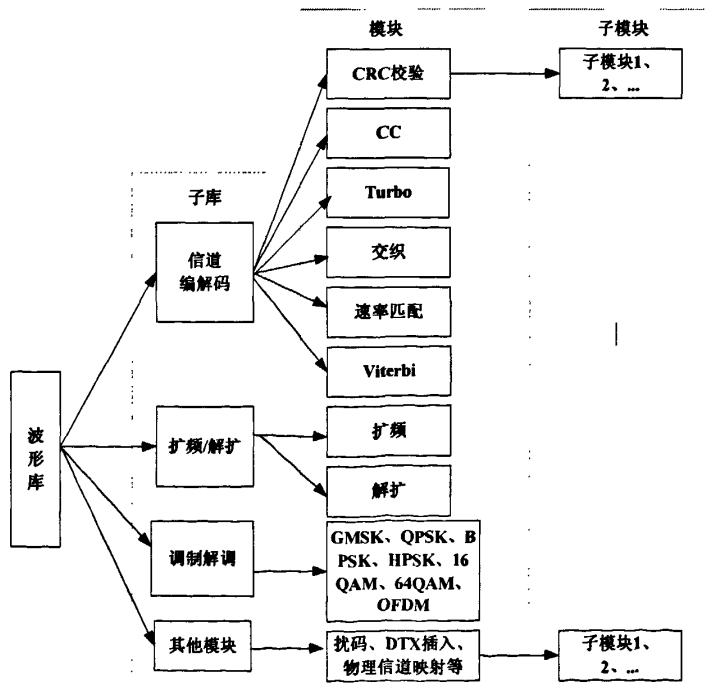 模块
子模块
CRC校验
子模块1、
2、...
CC
Turbo
子库
信道
编解码
交织
速率匹配
Viterbi
波
形
库
扩频/解扩
扩频
解扩
调制解调
GMSK、QPSK、B
PSK、HPSK、16
QAM、64QAM、
OFDM
其他模块
扰码、DTX插入、
物理信道映射等
子模块1、
2、...